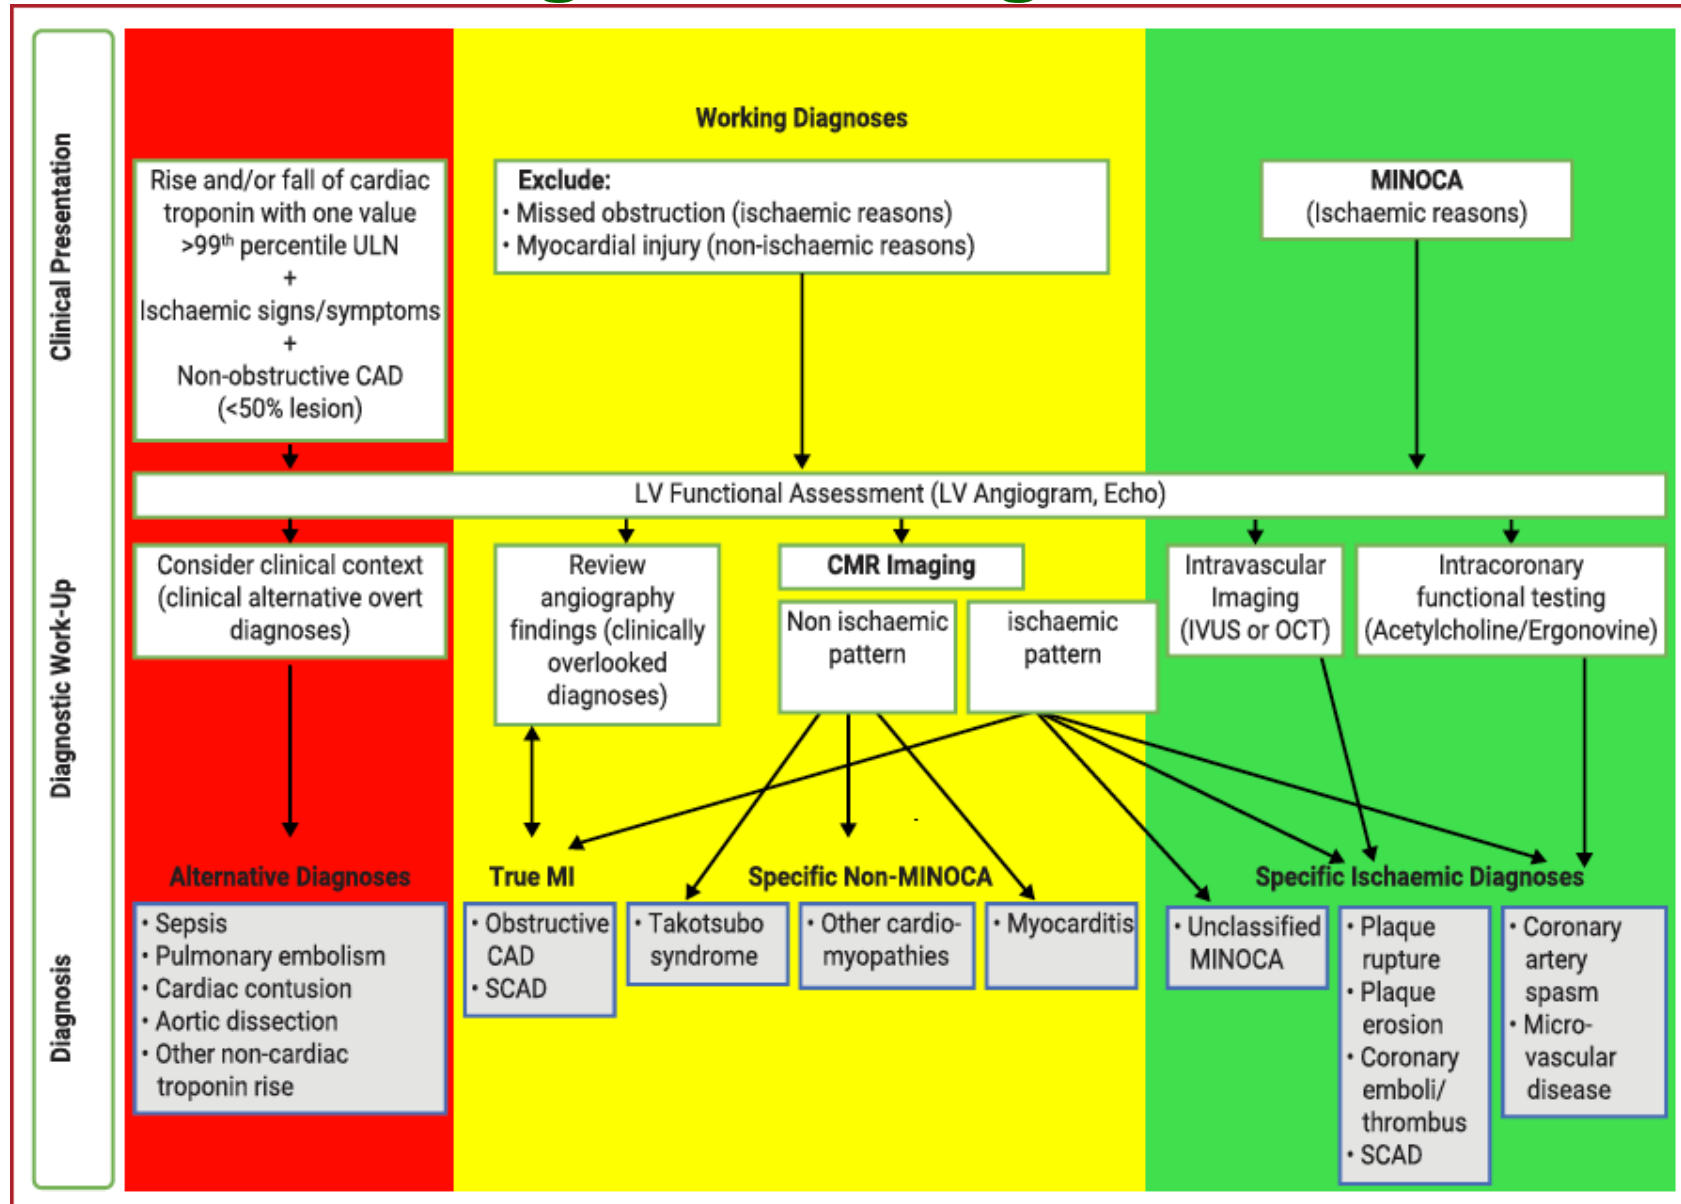 Working Diagnoses
Clinical Presentation
Rise and/or fall of cardiac
troponin with one value
>99th percentile ULN
+
Ischaemic signs/symptoms
+
Non-obstructive CAD
(<50% lesion)
Exclude:
• Missed obstruction (ischaemic reasons)
• Myocardial injury (non-ischaemic reasons)
MINOCA
(Ischaemic reasons)
LV Functional Assessment (LV Angiogram, Echo)
Diagnostic Work-Up
Consider clinical context
(clinical alternative overt
diagnoses)
Review
angiography
findings (clinically
overlooked
diagnoses)
CMR Imaging
Non ischaemic
pattern
ischaemic
pattern
Intravascular
Imaging
(IVUS or OCT)
Intracoronary
functional testing
(Acetylcholine/Ergonovine)
Diagnosis
Alternative Diagnoses
• Sepsis
• Pulmonary embolism
• Cardiac contusion
• Aortic dissection
• Other non-cardiac
troponin rise
True MI
• Obstructive
CAD
• SCAD
Specific Non-MINOCA
• Takotsubo
syndrome
• Other cardio-
myopathies
• Myocarditis
Specific Ischaemic Diagnoses
• Unclassified
MINOCA
• Plaque
rupture
• Plaque
erosion
• Coronary
emboli/
thrombus
• SCAD
• Coronary
artery
spasm
• Micro-
vascular
disease